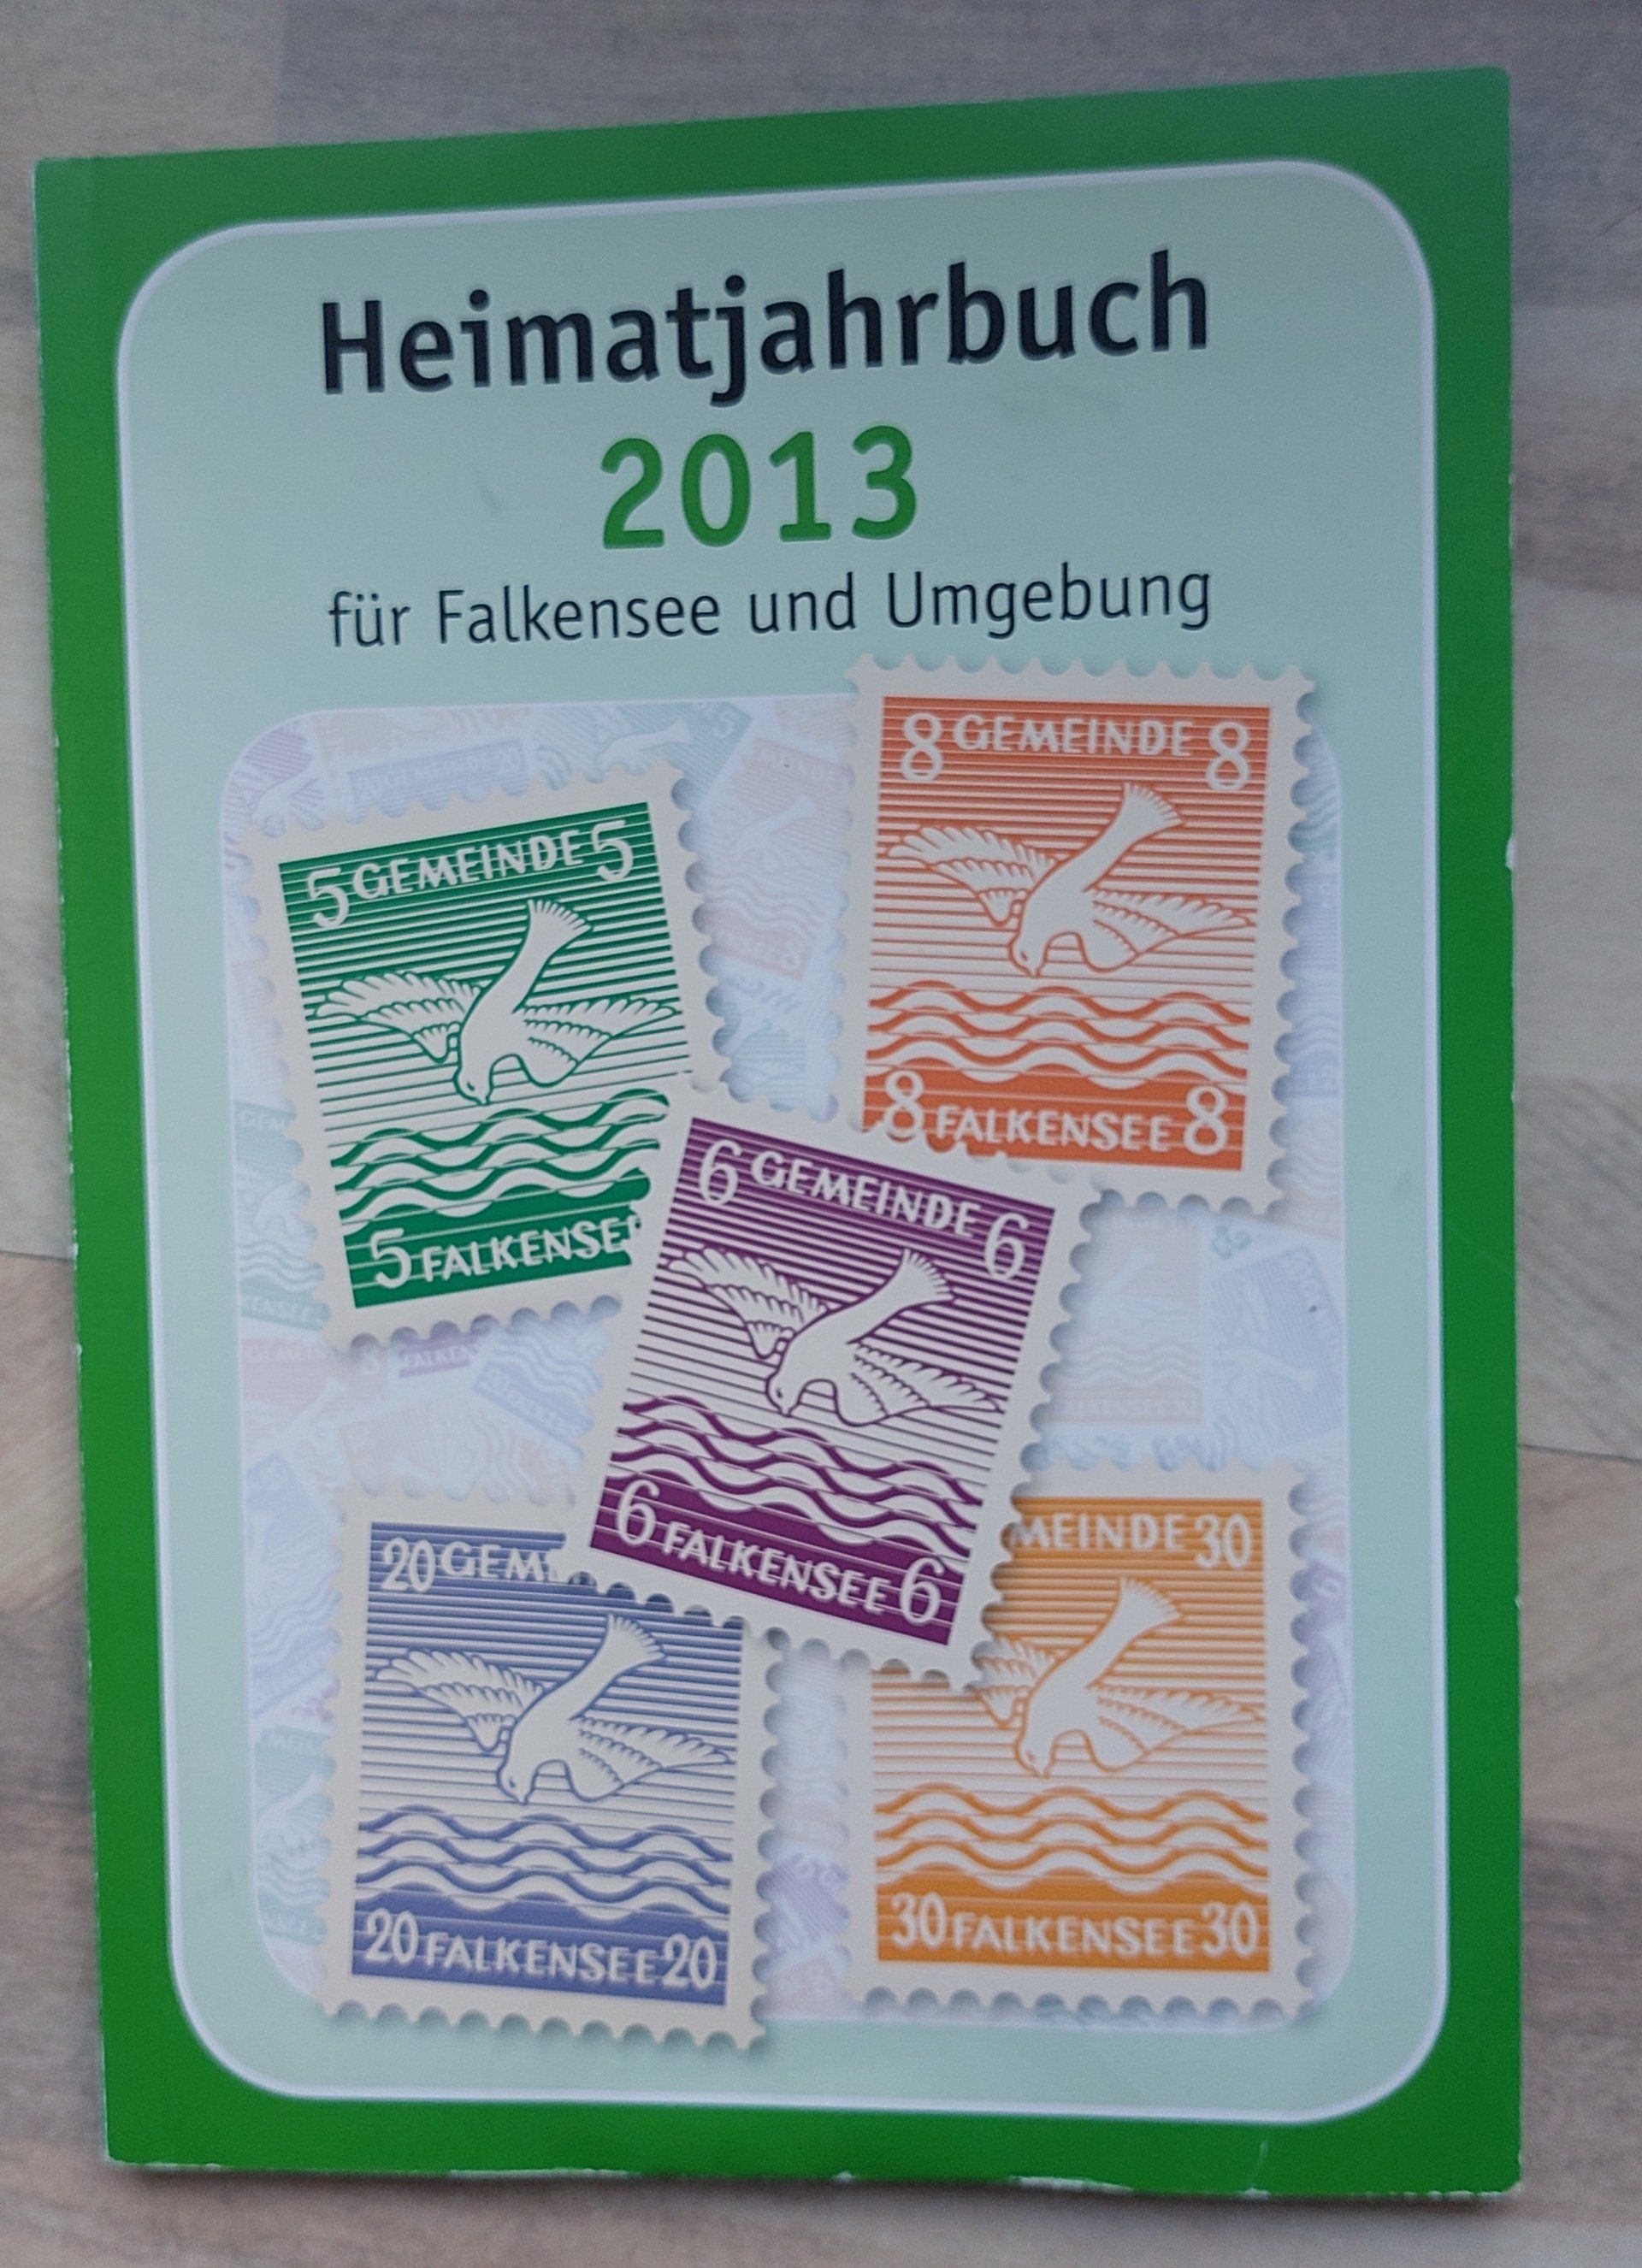 Heimatjahrbuch
2013
für Falkensee und Umgebung
8 GEMEINDE 8
8 FALKENSEE 8
5 GEMEINDE 5
5 FALKENSEE
6 GEMEINDE 6
6 FALKENSEE 6
20 GEM
20 FALKENSEE 20
MEINDE 30
30 FALKENSEE 30